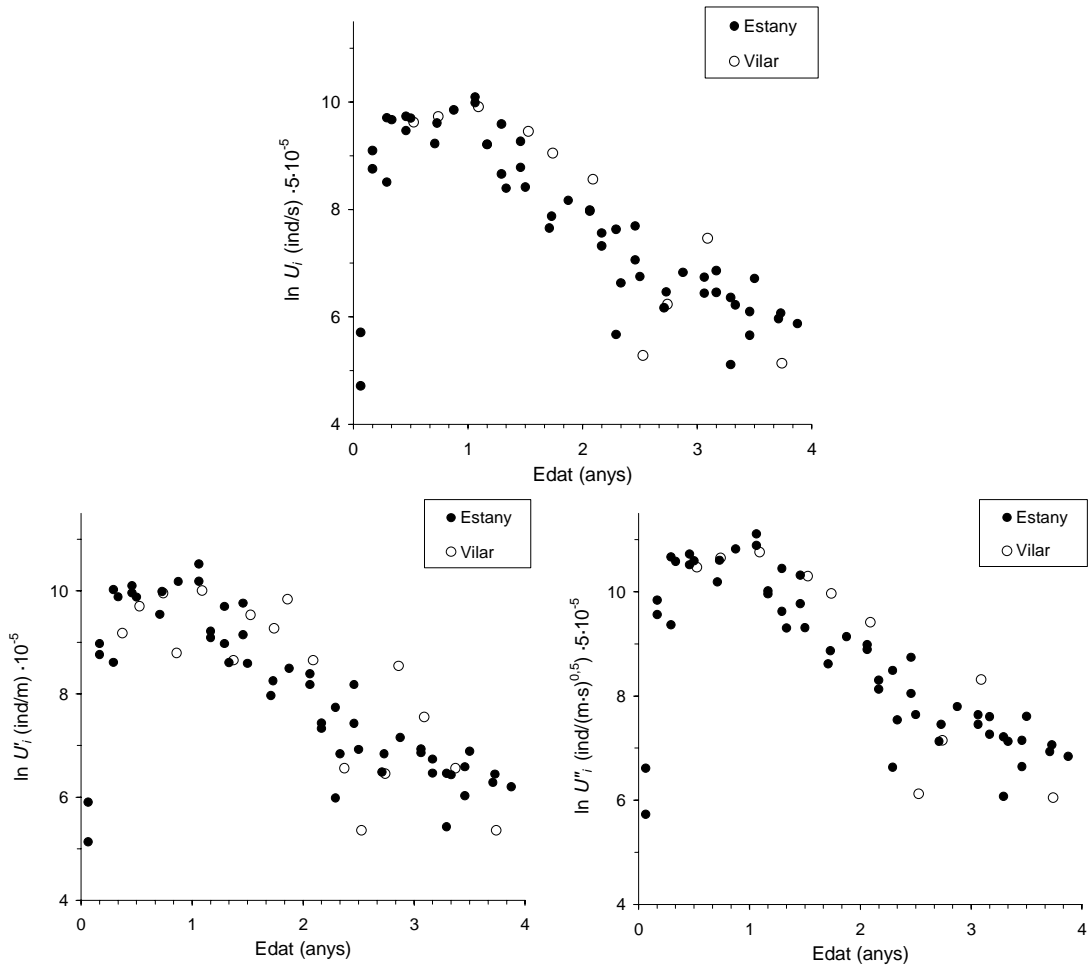 Estany
Vilar
ln Ui (ind/s) ·5·10-5
10
8
6
4
0 1 2 3 4
Edat (anys)
Estany
Vilar
ln U'i (ind/m) ·10-5
10
8
6
4
0 1 2 3 4
Edat (anys)
Estany
Vilar
ln U''i (ind/(m·s)0,5) ·5·10-5
10
8
6
4
0 1 2 3 4
Edat (anys)